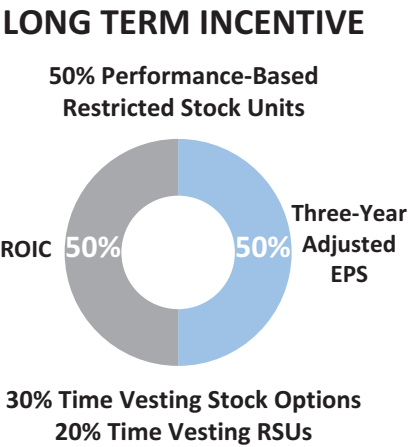 LONG TERM INCENTIVE
50% Performance-Based
Restricted Stock Units
ROIC
50%
50%
Three-Year
Adjusted
EPS
30% Time Vesting Stock Options
20% Time Vesting RSUs